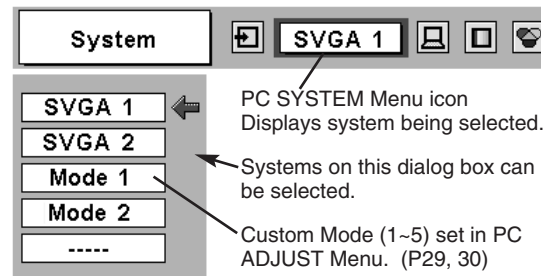 System
SVGA 1
SVGA 1
SVGA 2
Mode 1
Mode 2
-----
PC SYSTEM Menu icon
Displays system being selected.
Systems on this dialog box can
be selected.
Custom Mode (1~5) set in PC
ADJUST Menu. (P29, 30)